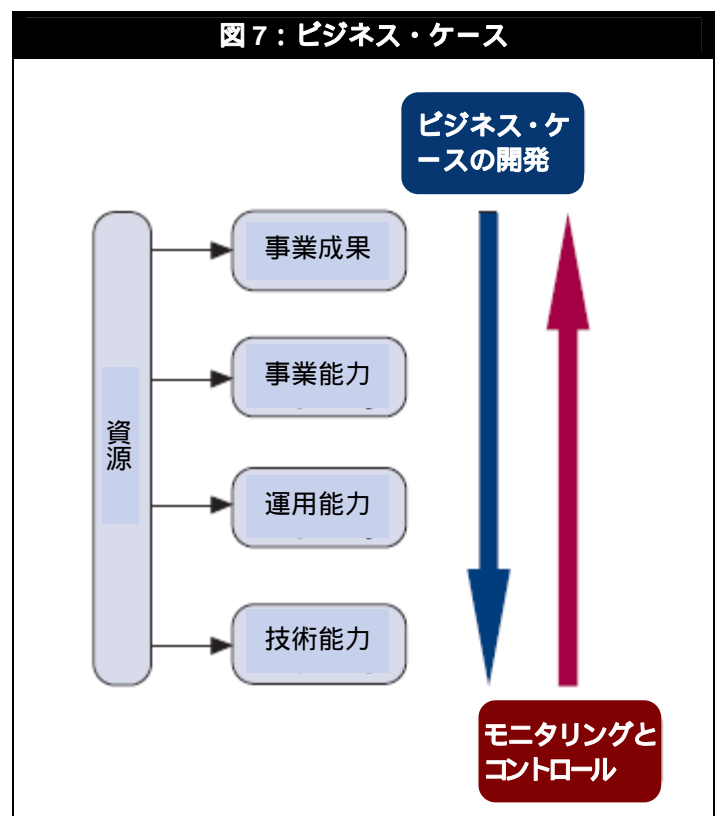 図7:ビジネス・ケース
ビジネス・ケ
ースの開発
事業成果
事業能力
資源
運用能力
技術能力
モニタリングと
コントロール